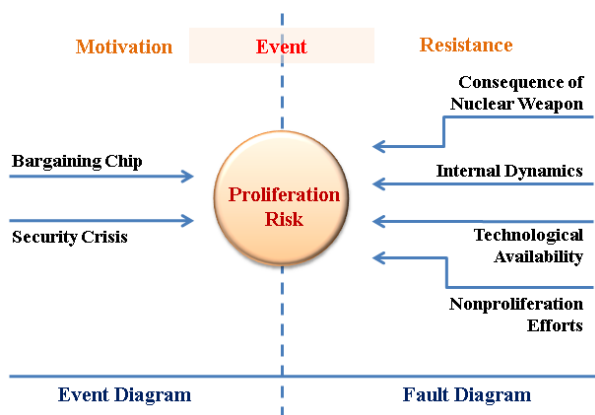 Motivation
Event
Resistance
Consequence of
Nuclear Weapon
Bargaining Chip
Internal Dynamics
Proliferation
Risk
Security Crisis
Technological
Availability
Nonproliferation
Efforts
Event Diagram
Fault Diagram